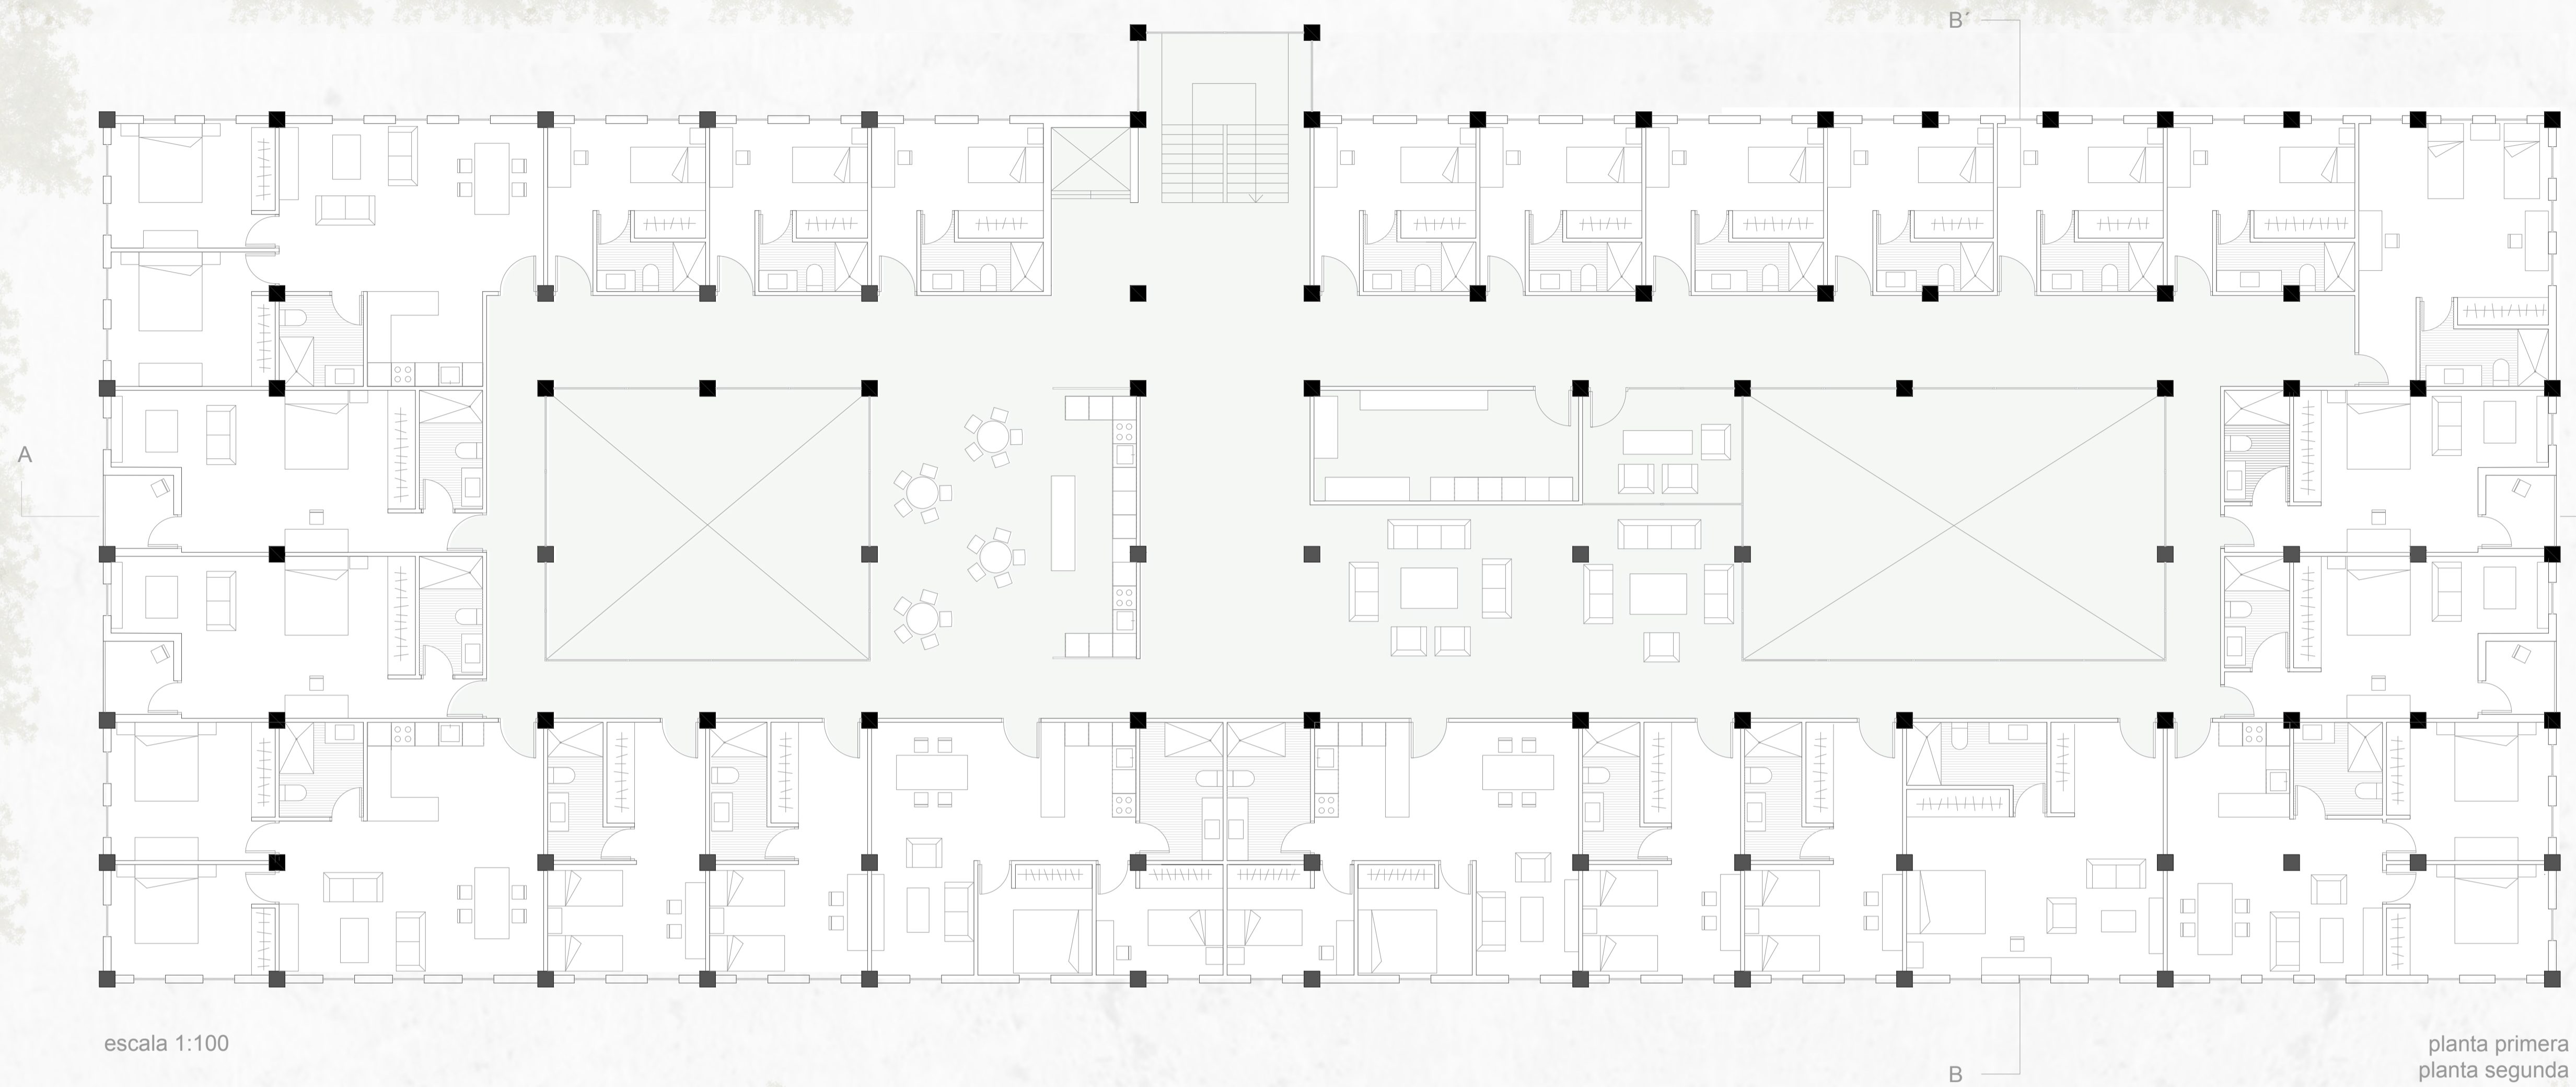 B´
A
escala 1:100
planta primera
planta segunda
B